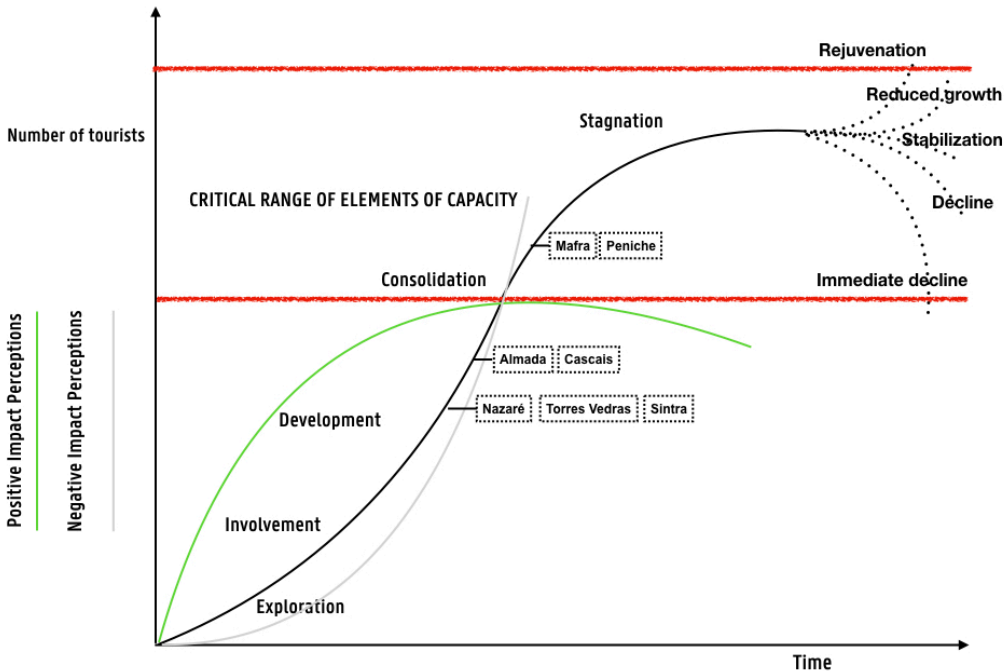 Rejuvenation
Reduced growth
Stagnation
Number of tourists
Stabilization
CRITICAL RANGE OF ELEMENTS OF CAPACITY
Decline
Mafra
Peniche
Consolidation
Immediate decline
Positive Impact Perceptions
Negative Impact Perceptions
Almada
Cascais
Nazaré
Torres Vedras
Sintra
Development
Involvement
Exploration
Time